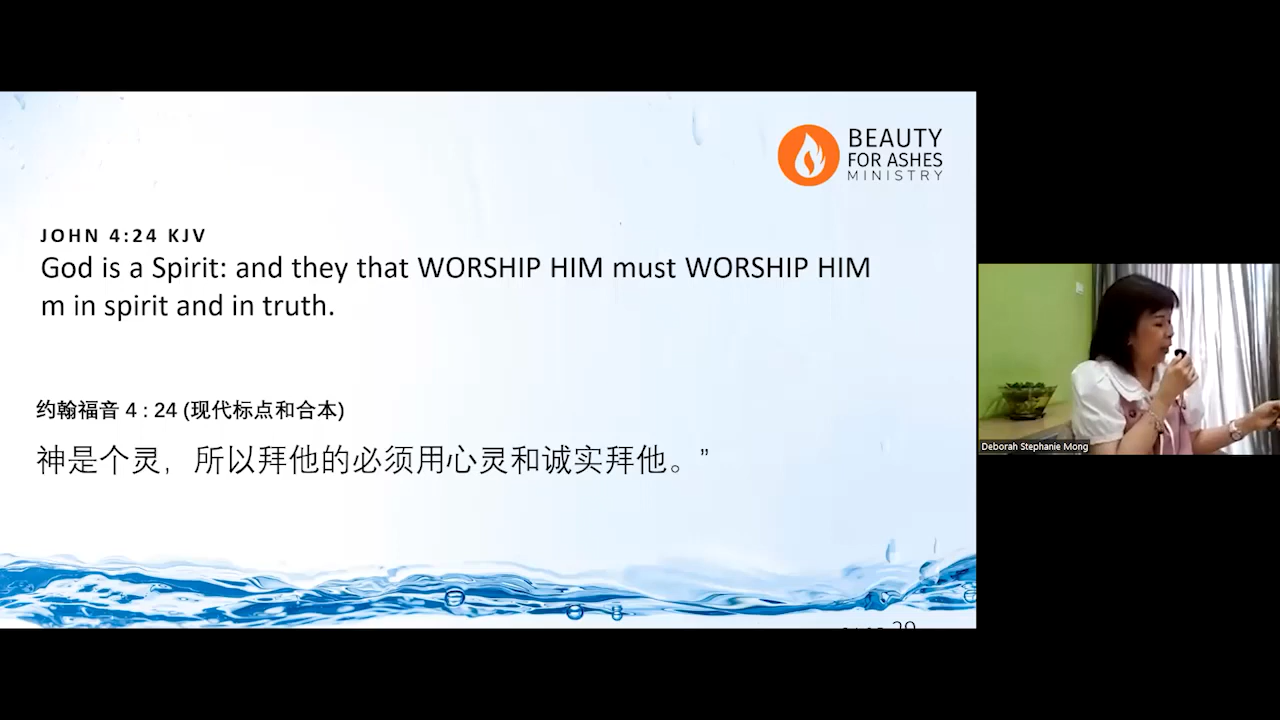 BEAUTY
FOR ASHES
MINISTRY
JOHN 4:24 KJV
God is a Spirit: and they that WORSHIP HIM must WORSHIP HIM
m in spirit and in truth.
约翰福音 4 : 24 (现代标点和合本)
神是个灵，所以拜他的必须用心灵和诚实拜他。”
Deborah Stephanie Mong